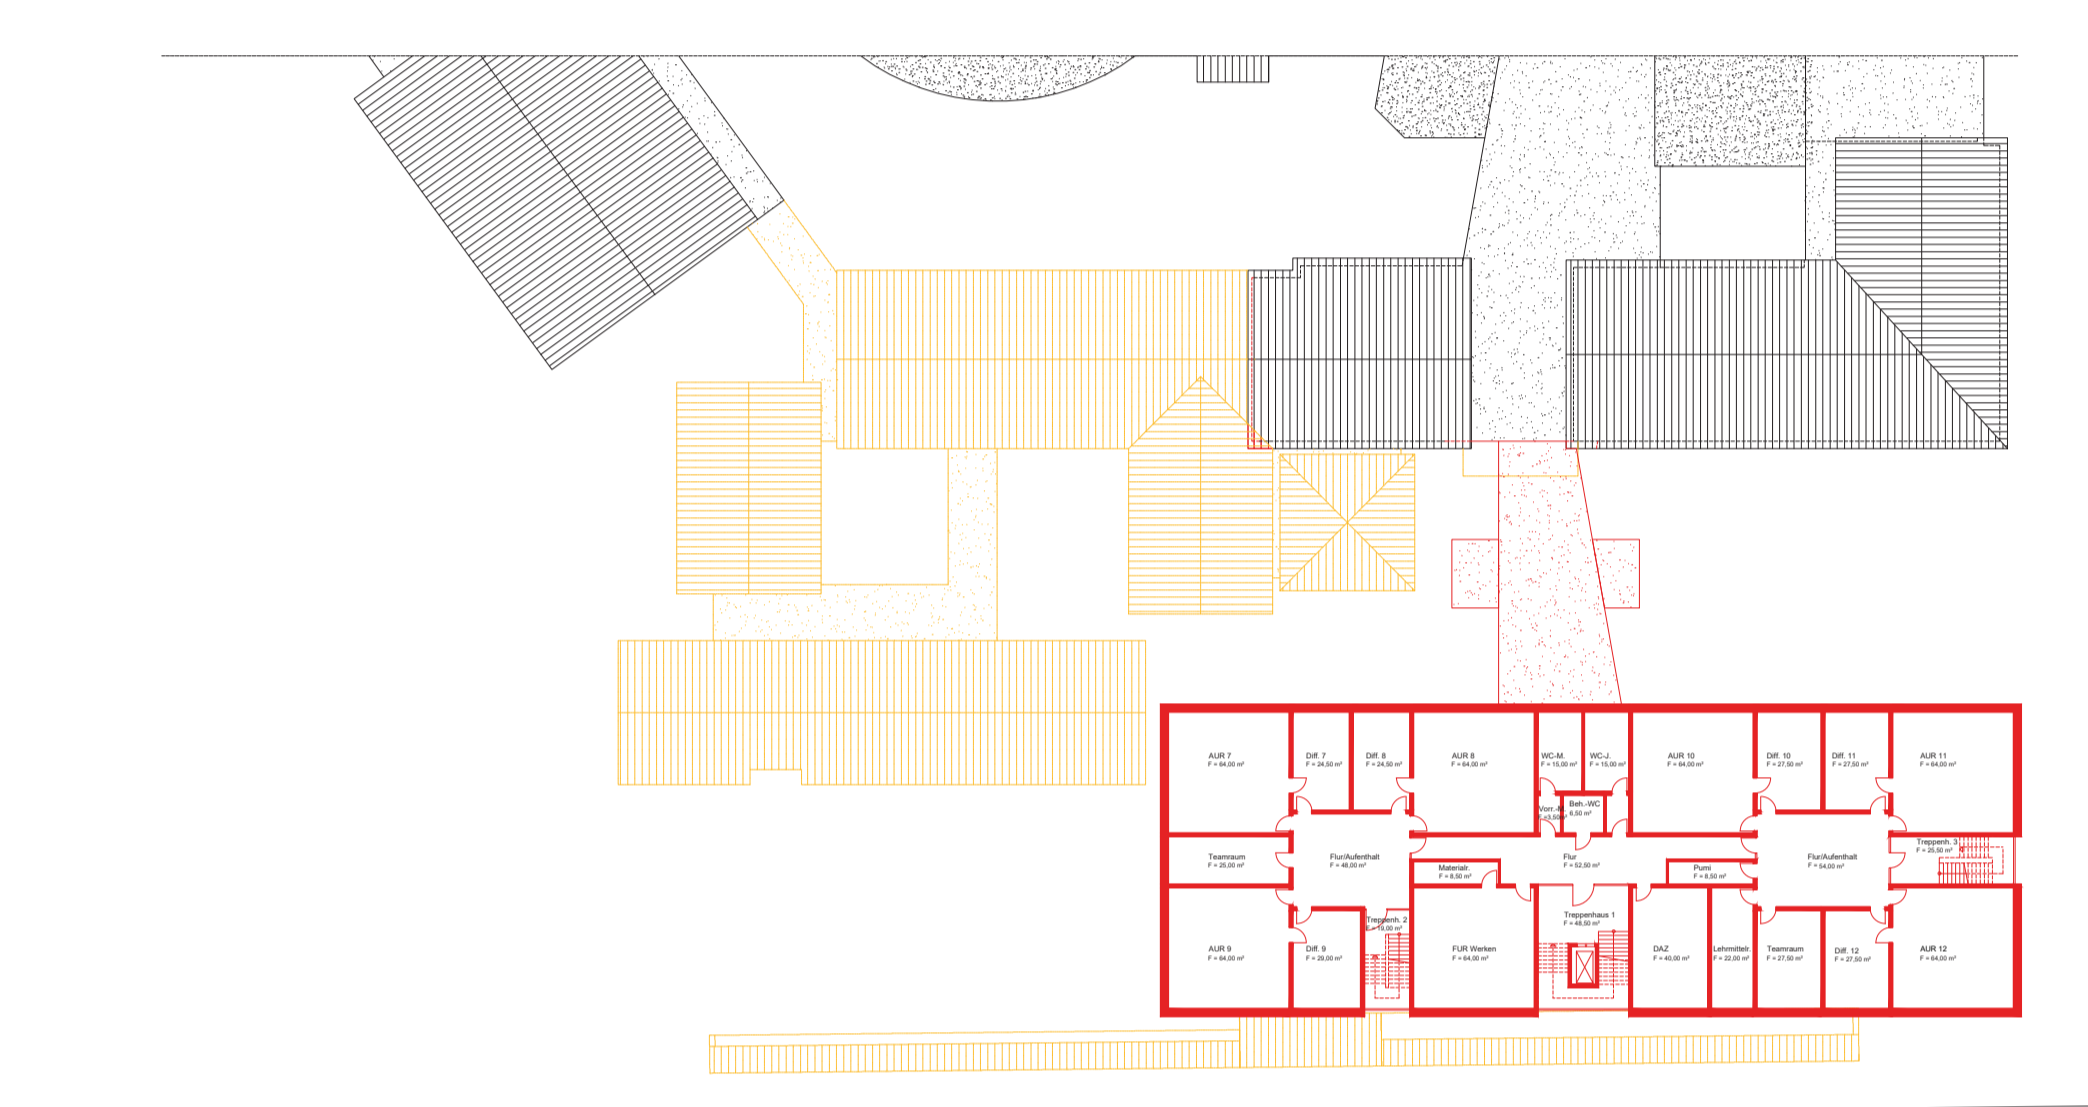 AUR 7
F = 64,00 m²
Diff. 7
F = 24,50 m²
Diff. 8
F = 24,50 m²
AUR 8
F = 64,00 m²
WC-M.
F = 15,00 m²
WC-J.
F = 15,00 m²
AUR 10
F = 64,00 m²
Diff. 10
F = 27,50 m²
Diff. 11
F = 27,50 m²
AUR 11
F = 64,00 m²
Vorr.-M.
F =3,50m²
Beh.-WC
6,50 m²
Teamraum
F = 25,00 m²
Flur/Aufenthalt
F = 48,00 m²
Materialr.
F = 8,50 m²
Flur
F = 52,50 m²
Pumi
F = 8,50 m²
Flur/Aufenthalt
F = 54,00 m²
Treppenh. 3
F = 25,50 m²
AUR 9
F = 64,00 m²
Diff. 9
F = 29,00 m²
Treppenh. 2
F = 19,00 m²
FUR Werken
F = 64,00 m²
Treppenhaus 1
F = 48,50 m²
DAZ
F = 40,00 m²
Lehrmittelr.
F = 22,00 m²
Teamraum
F = 27,50 m²
Diff. 12
F = 27,50 m²
AUR 12
F = 64,00 m²